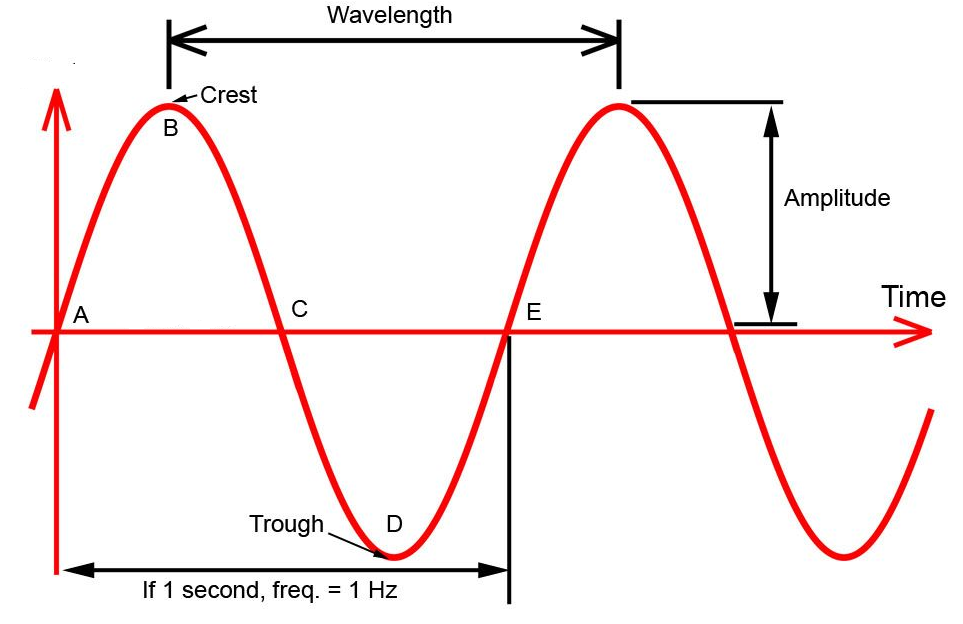 Wavelength
Crest
B
Amplitude
Time
A
C
E
Trough
D
If 1 second, freq. = 1 Hz